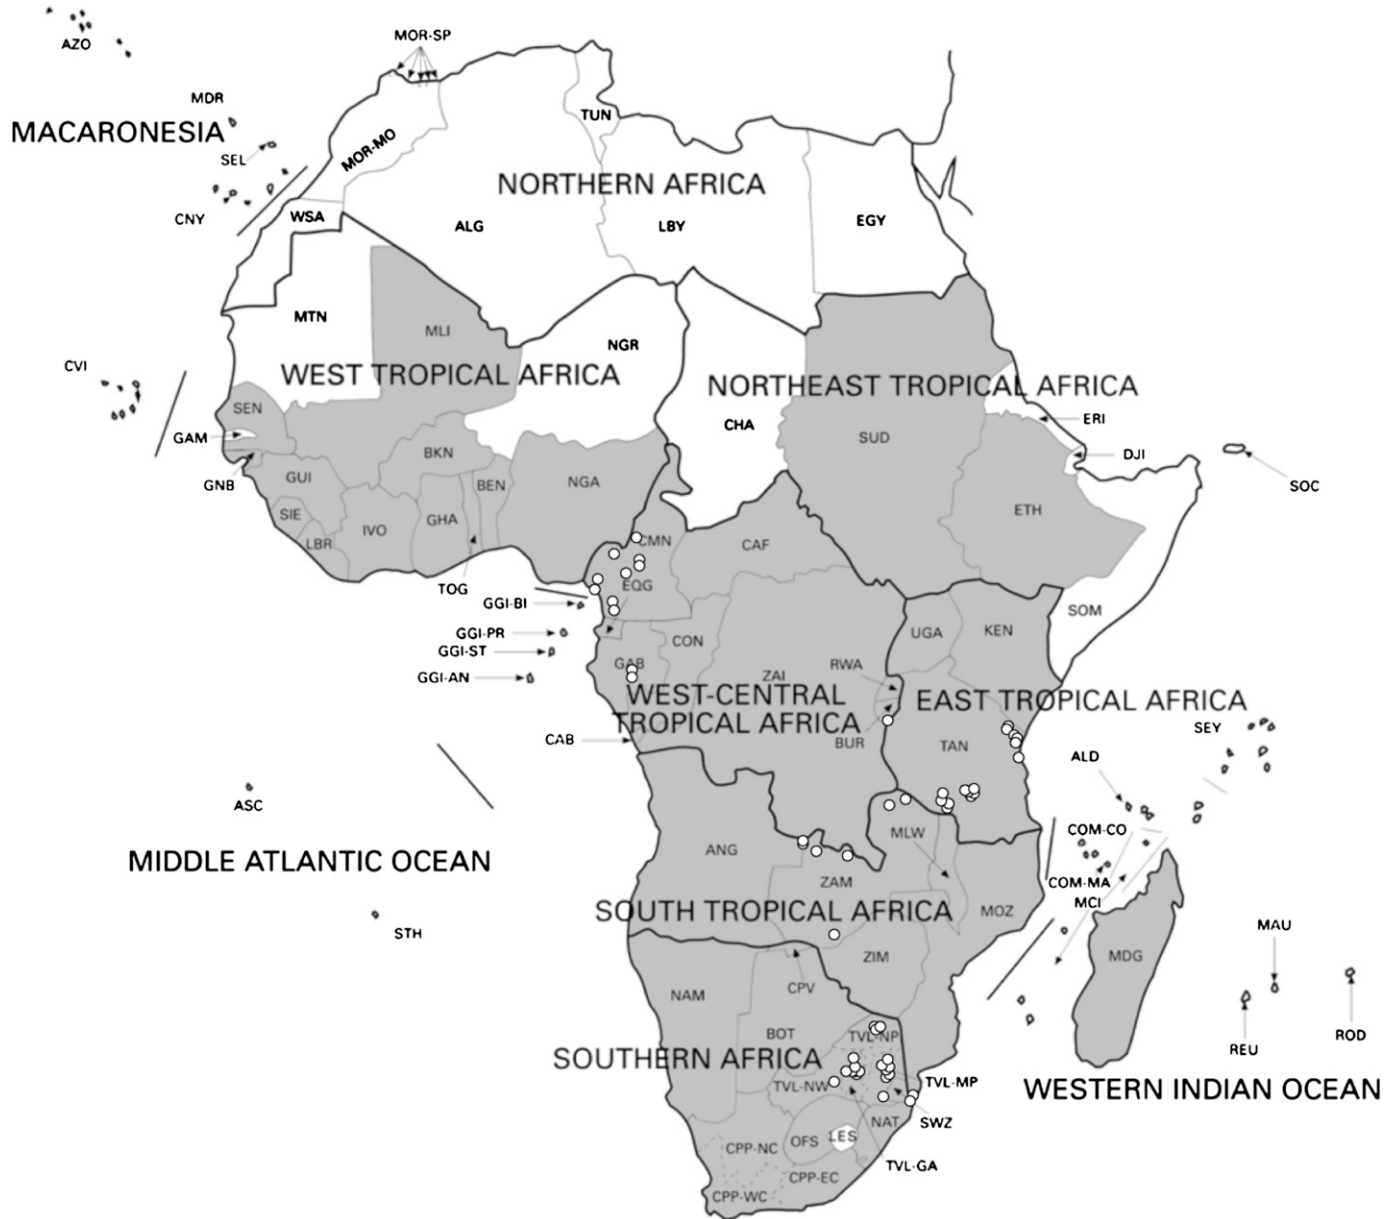 AZO
MOR-SP
MDR
MACARONESIA
TUN
MOR-MO
SEL
NORTHERN AFRICA
CNY
WSA
ALG
LBY
EGY
MTN
MLI
NGR
CVI
WEST TROPICAL AFRICA
NORTHEAST TROPICAL AFRICA
SEN
CHA
ERI
GAM
SUD
BKN
DJI
GNB
GUI
BEN
NGA
SOC
SIE
GHA
ETH
IVO
LBR
CMN
CAF
TOG
EQG
GGI-BI
SOM
GGI-PR
UGA
KEN
CON
GGI-ST
GAB
RWA
GGI-AN
ZAI
WEST-CENTRAL
TROPICAL AFRICA
EAST TROPICAL AFRICA
SEY
CAB
BUR
TAN
ALD
ASC
COM-CO
MLW
ANG
MIDDLE ATLANTIC OCEAN
ZAM
COM-MA
MCI
SOUTH TROPICAL AFRICA
MOZ
MAU
STH
ZIM
MDG
CPV
NAM
BOT
TVL-NP
ROD
REU
SOUTHERN AFRICA
TVL-NW
TVL-MP
WESTERN INDIAN OCEAN
SWZ
NAT
OFS
LES
CPP-NC
TVL-GA
CPP-EC
CPP-WC